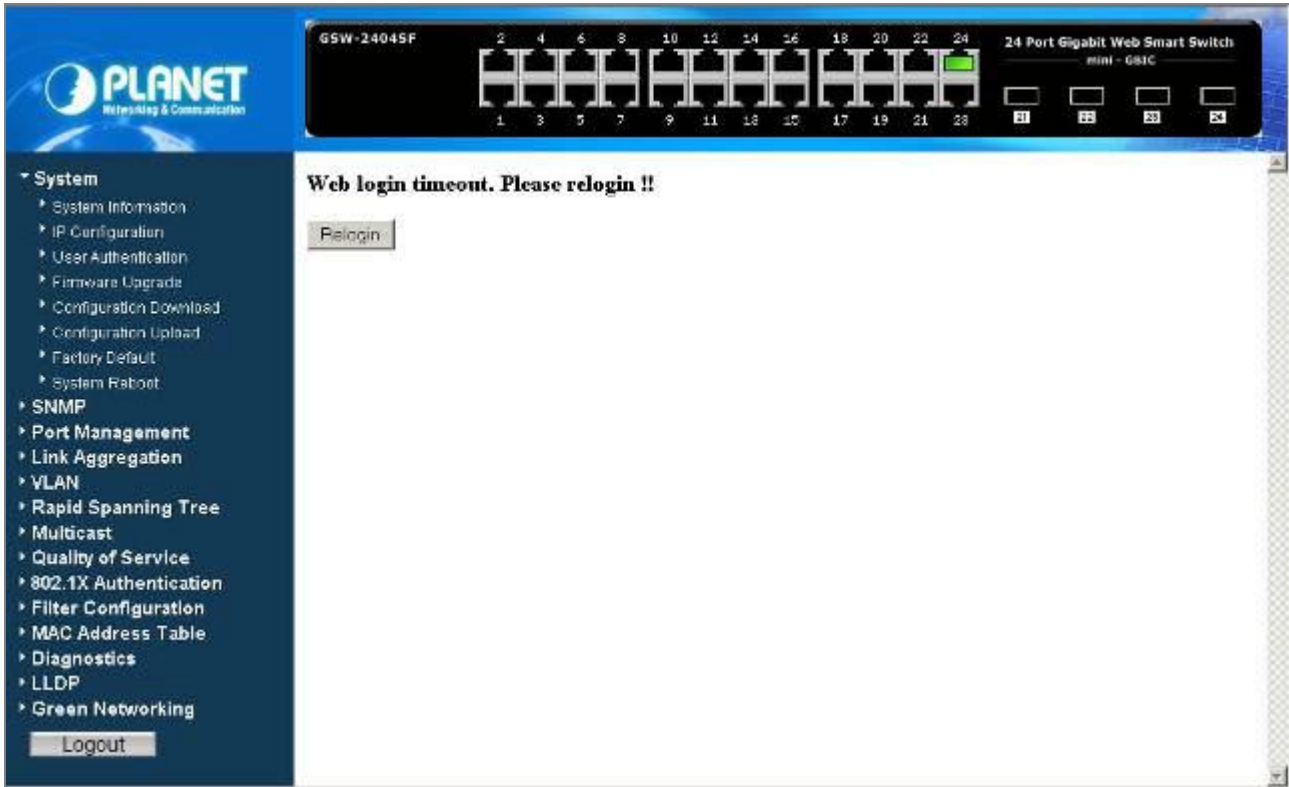 PLANET
Networking & Communication
GSW-2404SF
2 4 6 8 10 12 14 16 18 20 22 24
1 3 5 7 9 11 13 15 17 19 21 23
24 Port Gigabit Web Smart Switch
mini - GBIC
21 22 23 24
System
System Information
IP Configuration
User Authentication
Firmware Upgrade
Configuration Download
Configuration Upload
Factory Default
System Reboot
SNMP
Port Management
Link Aggregation
VLAN
Rapid Spanning Tree
Multicast
Quality of Service
802.1X Authentication
Filter Configuration
MAC Address Table
Diagnostics
LLDP
Green Networking
Logout
Web login timeout. Please relogin !!
Relogin